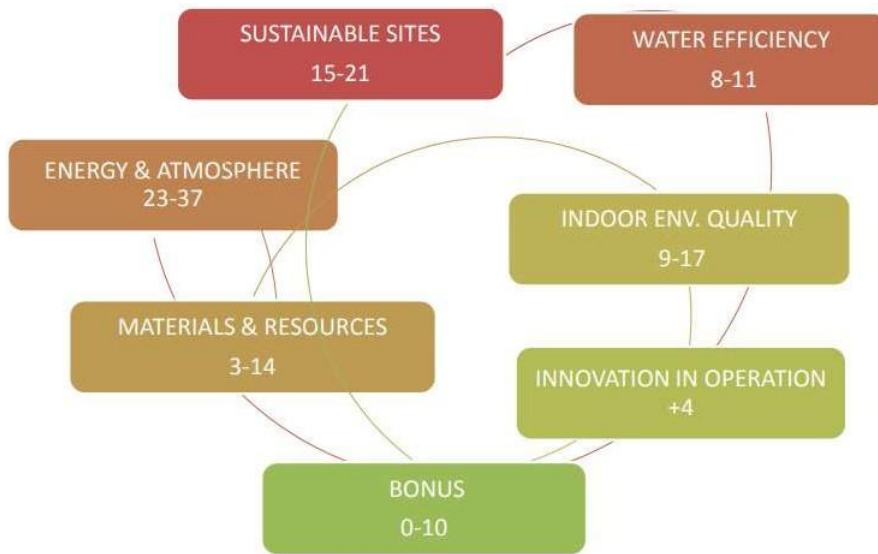 SUSTAINABLE SITES
15-21
WATER EFFICIENCY
8-11
ENERGY & ATMOSPHERE
23-37
INDOOR ENV. QUALITY
9-17
MATERIALS & RESOURCES
3-14
INNOVATION IN OPERATION
+4
BONUS
0-10